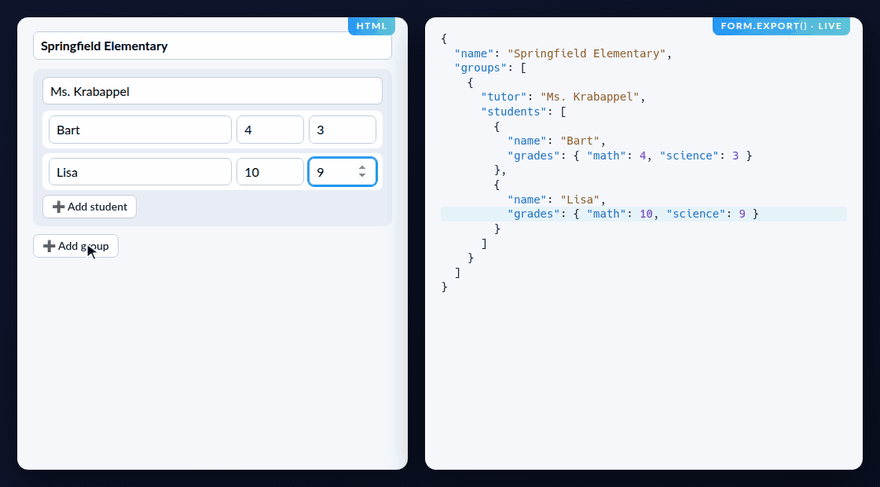 HTML
Springfield Elementary
Ms. Krabappel
Bart 4 3
Lisa 10 9
➕ Add student
➕ Add group
FORM.EXPORT() - LIVE
{
  "name": "Springfield Elementary",
  "groups": [
    {
      "tutor": "Ms. Krabappel",
      "students": [
        {
          "name": "Bart",
          "grades": { "math": 4, "science": 3 }
        },
        {
          "name": "Lisa",
          "grades": { "math": 10, "science": 9 }
        }
      ]
    }
  ]
}